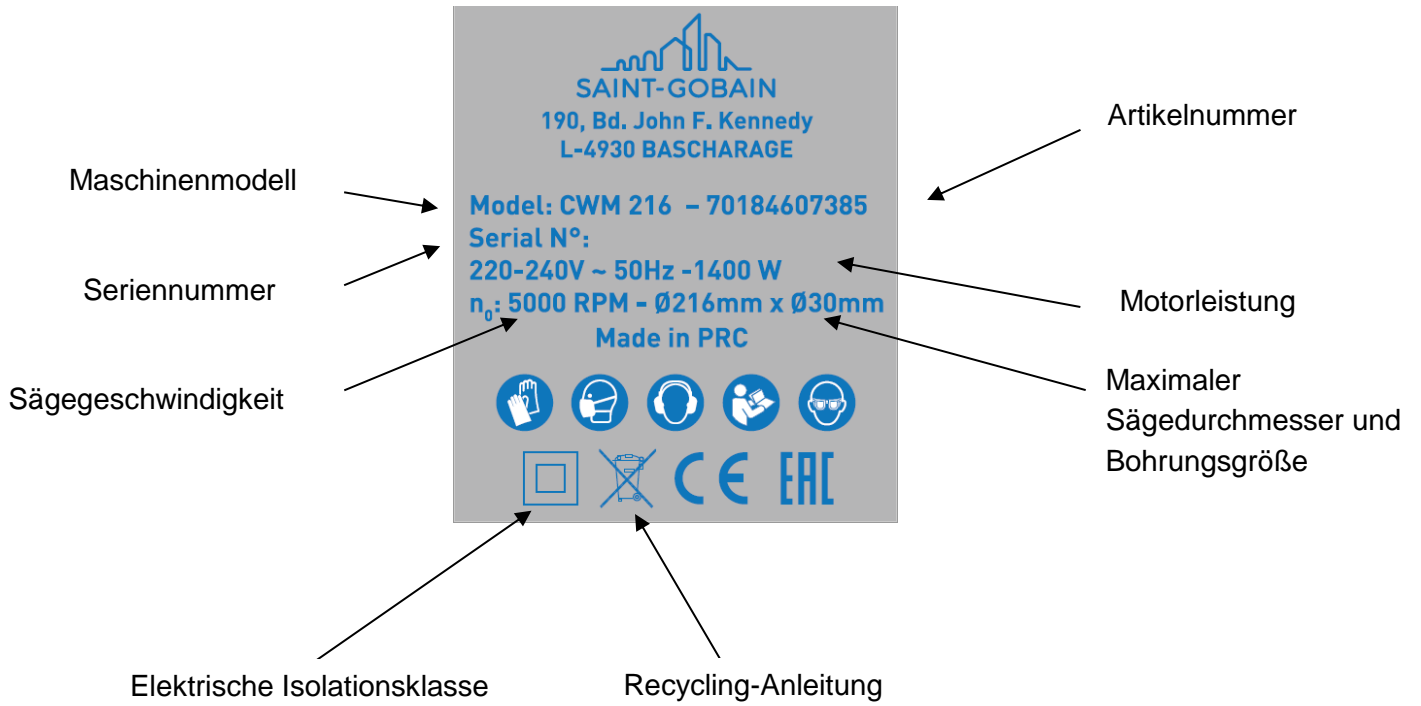 SAINT-GOBAIN
190, Bd. John F. Kennedy
L-4930 BASCHARAGE
Artikelnummer
Maschinenmodell
Model: CWM 216 – 70184607385
Serial N°:
Seriennummer
220-240V ~ 50Hz -1400 W
Motorleistung
n₀: 5000 RPM - Ø216mm x Ø30mm
Made in PRC
Sägegeschwindigkeit
Maximaler
Sägedurchmesser und
Bohrungsgröße
CE EAC
Elektrische Isolationsklasse
Recycling-Anleitung